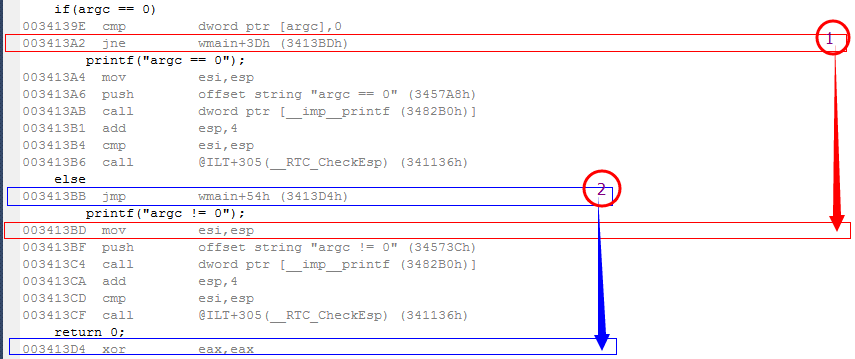 if(argc == 0)
0034139E cmp dword ptr [argc],0
003413A2 jne wmain+3Dh (3413BDh)
1
printf("argc == 0");
003413A4 mov esi,esp
003413A6 push offset string "argc == 0" (3457A8h)
003413AB call dword ptr [__imp__printf (3482B0h)]
003413B1 add esp,4
003413B4 cmp esi,esp
003413B6 call @ILT+305(__RTC_CheckEsp) (341136h)
else
003413BB jmp wmain+54h (3413D4h)
2
printf("argc != 0");
003413BD mov esi,esp
003413BF push offset string "argc != 0" (34573Ch)
003413C4 call dword ptr [__imp__printf (3482B0h)]
003413CA add esp,4
003413CD cmp esi,esp
003413CF call @ILT+305(__RTC_CheckEsp) (341136h)
return 0;
003413D4 xor eax,eax